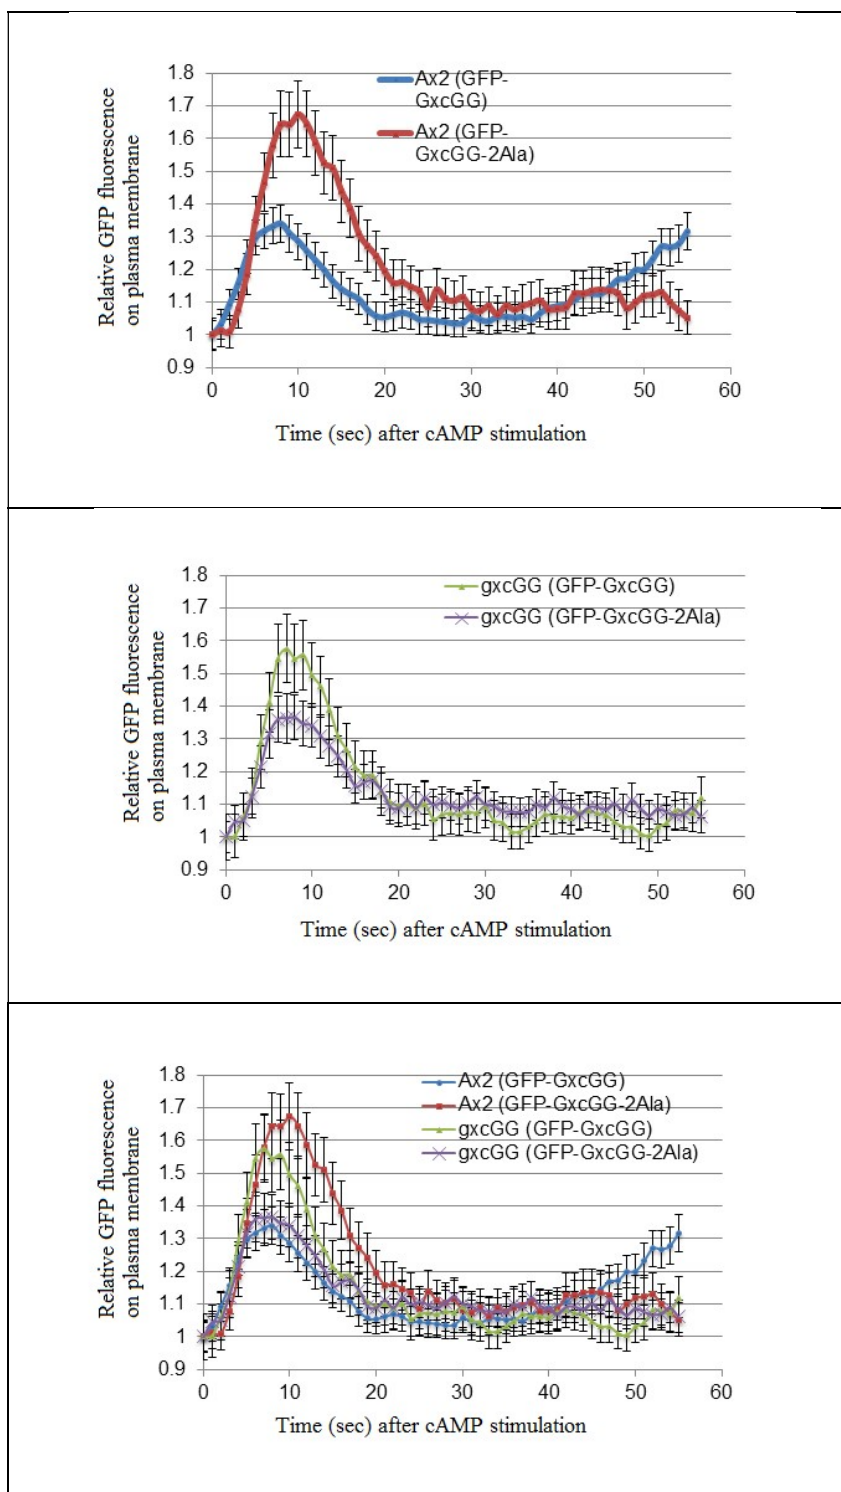 1.8
1.7
1.6
1.5
1.4
1.3
1.2
1.1
1
0.9
Relative GFP fluorescence
on plasma membrane
Ax2 (GFP-
GxcGG)
Ax2 (GFP-
GxcGG-2Ala)
0 10 20 30 40 50 60
Time (sec) after cAMP stimulation
1.8
1.7
1.6
1.5
1.4
1.3
1.2
1.1
1
0.9
Relative GFP fluorescence
on plasma membrane
gxcGG (GFP-GxcGG)
gxcGG (GFP-GxcGG-2Ala)
0 10 20 30 40 50 60
Time (sec) after cAMP stimulation
1.8
1.7
1.6
1.5
1.4
1.3
1.2
1.1
1
0.9
Relative GFP fluorescence
on plasma membrane
Ax2 (GFP-GxcGG)
Ax2 (GFP-GxcGG-2Ala)
gxcGG (GFP-GxcGG)
gxcGG (GFP-GxcGG-2Ala)
0 10 20 30 40 50 60
Time (sec) after cAMP stimulation